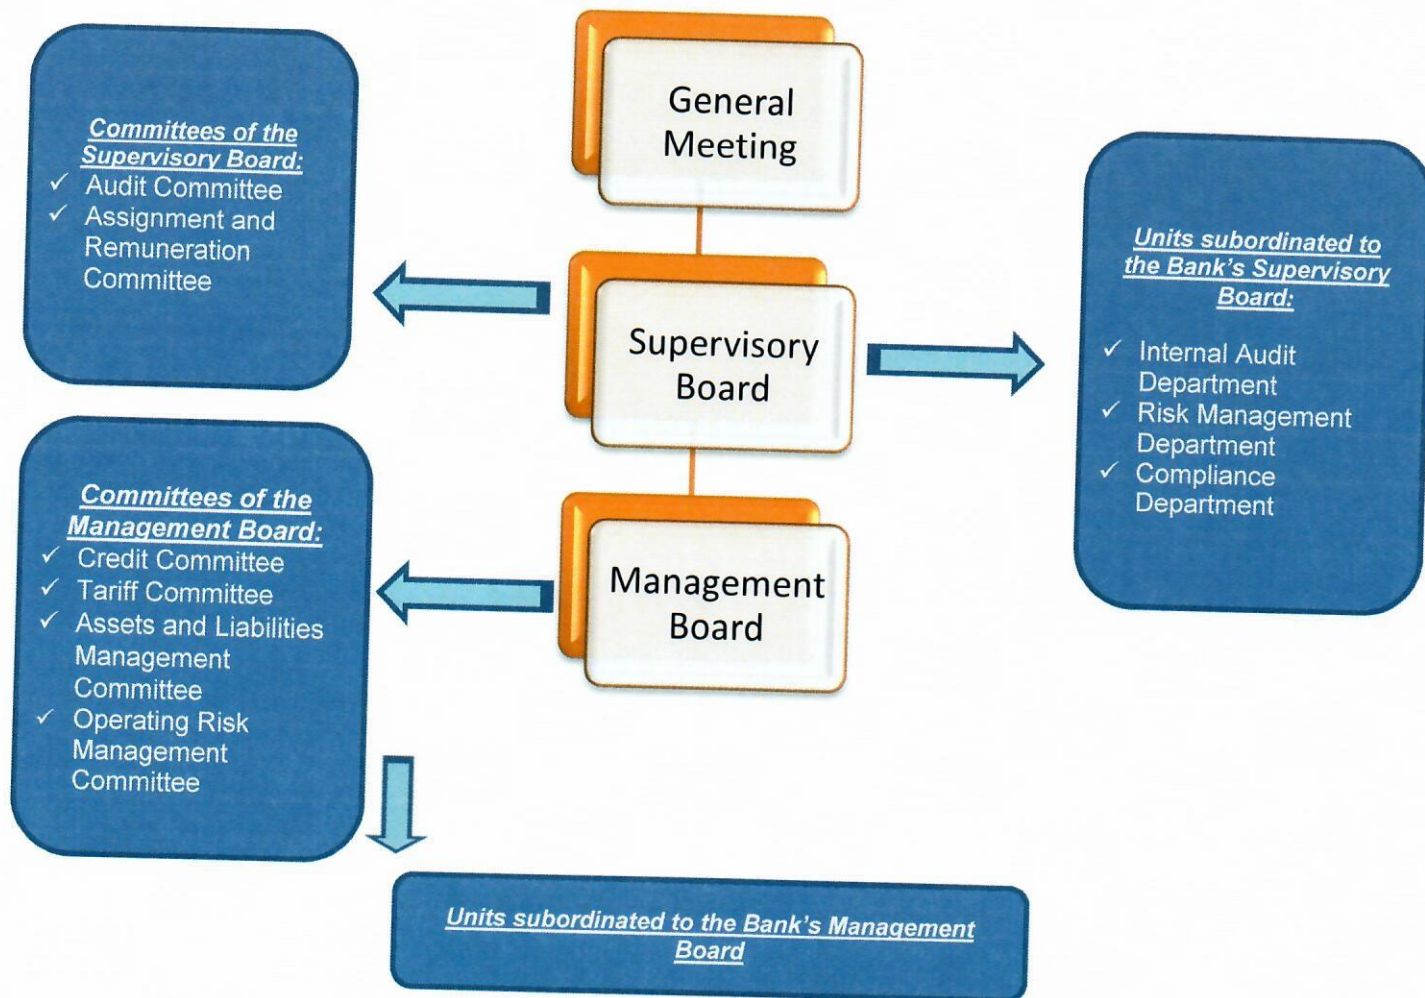 General
Meeting
Committees of the
Supervisory Board:
✓ Audit Committee
✓ Assignment and
Remuneration
Committee
Supervisory
Board
Units subordinated to
the Bank's Supervisory
Board:
✓ Internal Audit
Department
✓ Risk Management
Department
✓ Compliance
Department
Committees of the
Management Board:
✓ Credit Committee
✓ Tariff Committee
✓ Assets and Liabilities
Management
Committee
✓ Operating Risk
Management
Committee
Management
Board
Units subordinated to the Bank's Management
Board